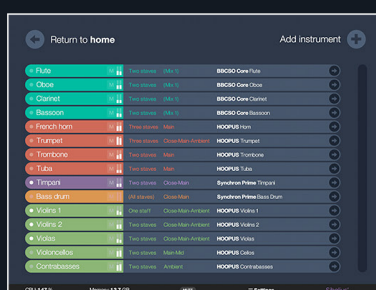 Return to home
Add instrument
Flute M Two staves (Mix 1) BBCSO Core Flute
Oboe M Two staves (Mix 1) BBCSO Core Oboe
Clarinet M Two staves (Mix 1) BBCSO Core Clarinet
Bassoon M Two staves (Mix 1) BBCSO Core Bassoon
French horn M Three staves Main HOOPUS Horn
Trumpet M Three staves Close-Main-Ambient HOOPUS Trumpet
Trombone M Two staves Main HOOPUS Trombone
Tuba M Two staves Main HOOPUS Tuba
Timpani M Two staves Close-Main Synchron Prime Timpani
Bass drum M (All staves) Close-Main Synchron Prime Bass Drum
Violins 1 M One staff Close-Main-Ambient HOOPUS Violins 1
Violins 2 M Two staves Close-Main-Ambient HOOPUS Violins 2
Violas M Two staves Close-Main-Ambient HOOPUS Violas
Violoncellos M Two staves Main-Mid HOOPUS Cellos
Contrabasses M Two staves Ambient HOOPUS Contrabasses